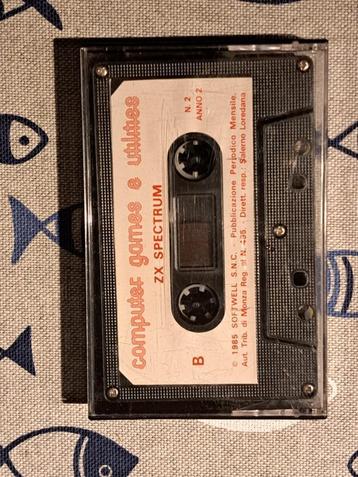 computer games e utilities
ZX SPECTRUM
N. 2
ANNO 2
B
© 1985 SOFTWELL S.N.C. - Pubblicazione Periodico Mensile.
Aut. Trib. di Monza Reg. al N. 435. Dirett. resp.: Salerno Loredana